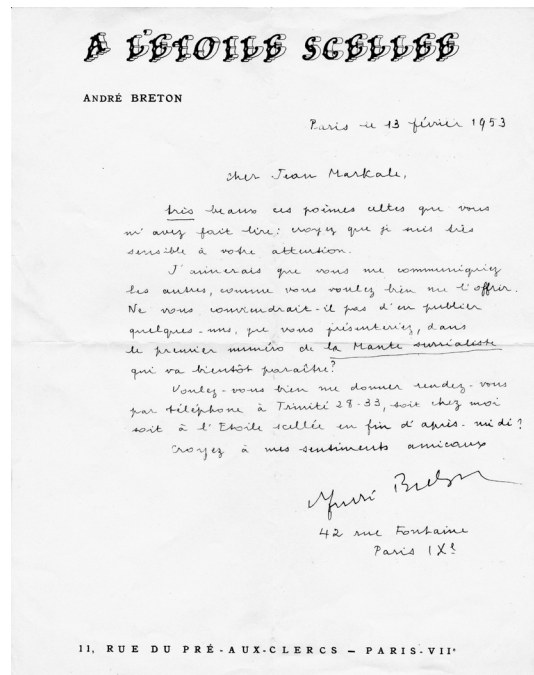 A L'ÉTOILE SCELLÉE
ANDRÉ BRETON
Paris le 13 février 1953
Cher Jean Markale,
très beaux ces poèmes celtes que vous
m'avez fait lire : croyez que je suis très
sensible à votre attention.
J'aimerais que vous me communiquiez
les autres, comme vous voulez bien me l'offrir.
Ne vous conviendrait-il pas d'en publier
quelques-uns, que vous présenteriez, dans
le premier numéro de la Mante surréaliste
qui va bientôt paraître?
Voulez-vous bien me donner rendez-vous
par téléphone à Trinité 28-33, soit chez moi
soit à l'Etoile scellée en fin d'après-midi?
Croyez à mes sentiments amicaux
André Breton
42 rue Fontaine
Paris IXe
11, RUE DU PRÉ-AUX-CLERCS – PARIS-VIIe